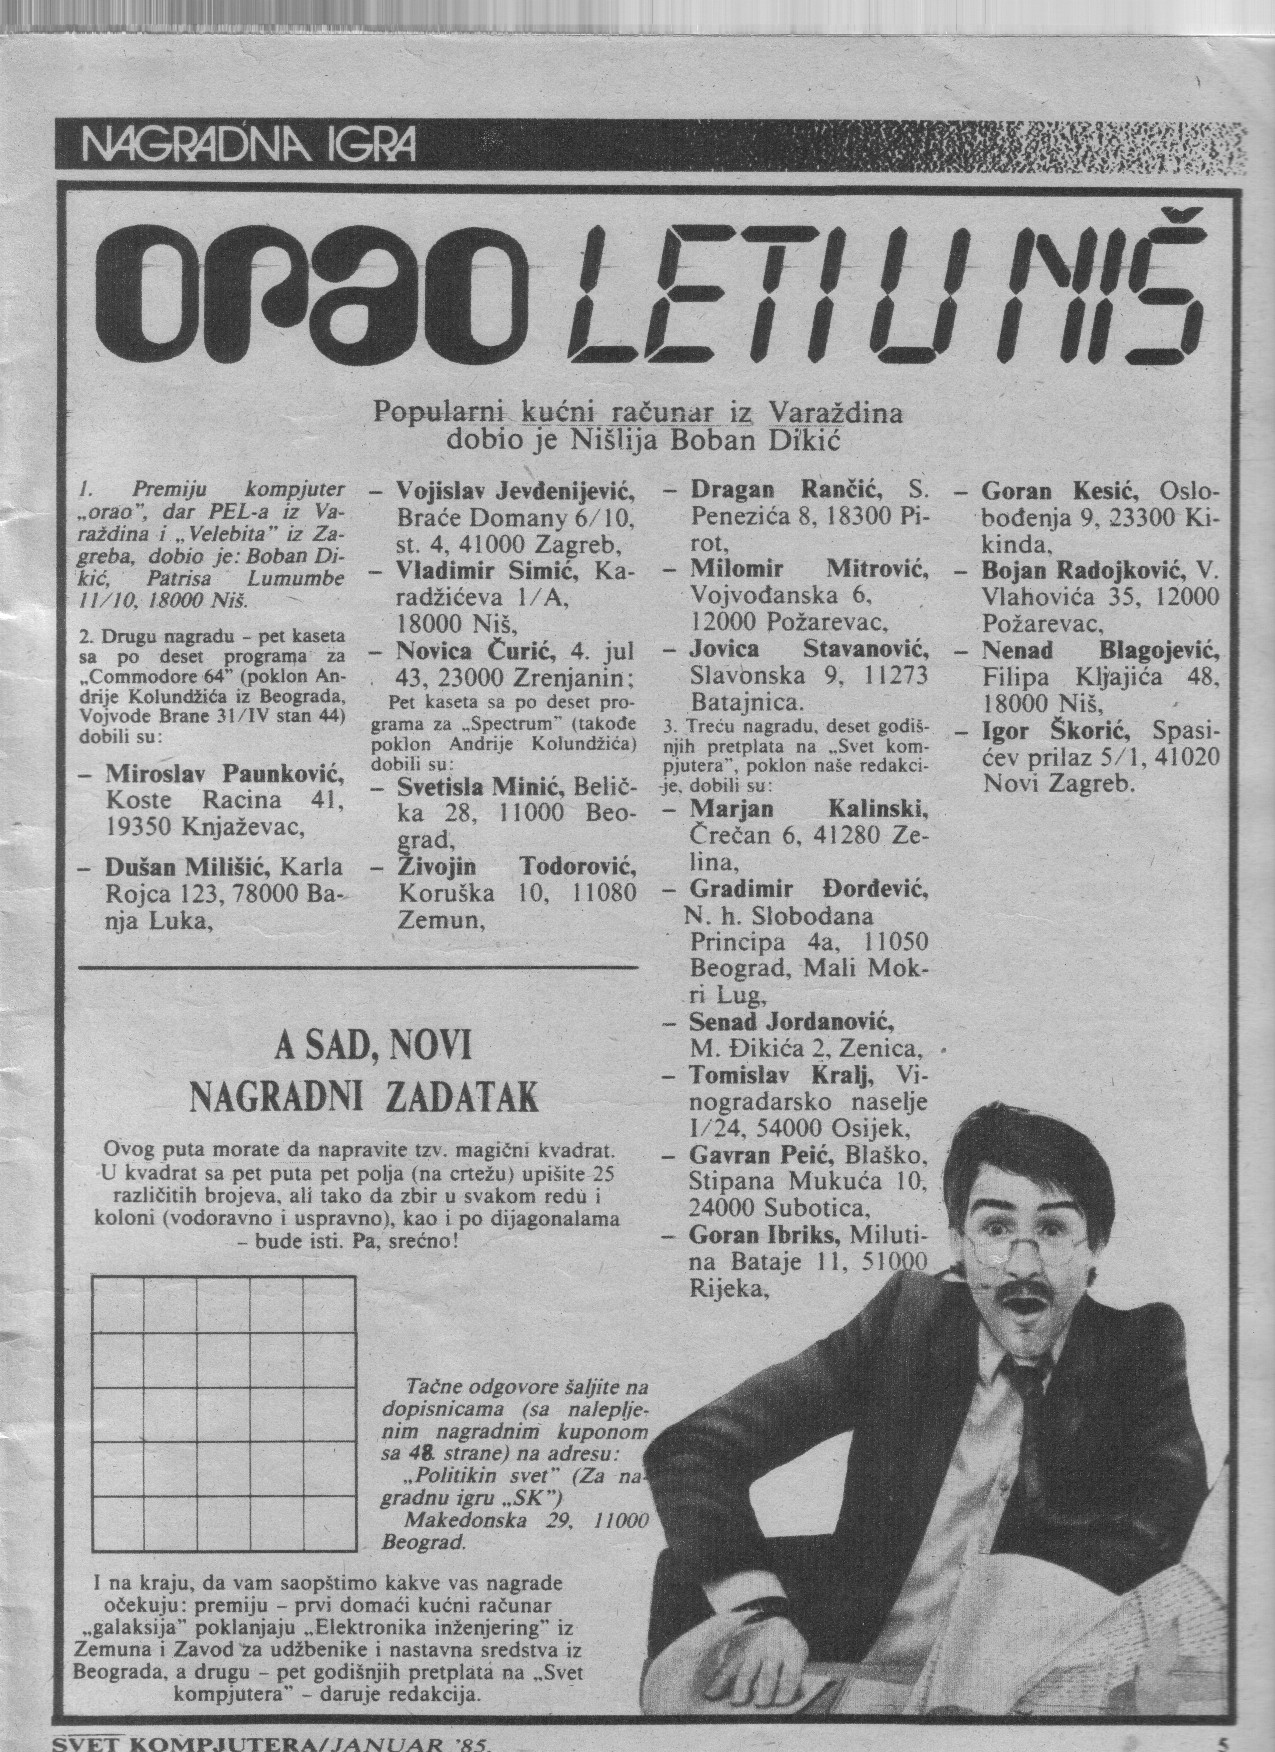 NAGRADNA IGRA
orao LETI U NIŠ
Popularni kućni računar iz Varaždina
dobio je Nišlija Boban Dikić
1. Premiju kompjuter
„orao”, dar PEL-a iz Va-
raždina i „Velebita” iz Za-
greba, dobio je: Boban Di-
kić, Patrisa Lumumbe
11/10, 18000 Niš.
2. Drugu nagradu – pet kaseta
sa po deset programa za
„Commodore 64” (poklon An-
drije Kolundžića iz Beograda,
Vojvode Brane 31/IV stan 44)
dobili su:
– Miroslav Paunković,
Koste Racina 41,
19350 Knjaževac,
– Dušan Milišić, Karla
Rojca 123, 78000 Ba-
nja Luka,
– Vojislav Jevđenijević,
Braće Domany 6/10,
st. 4, 41000 Zagreb,
– Vladimir Simić, Ka-
radžićeva 1/A,
18000 Niš,
– Novica Ćurić, 4. jul
43, 23000 Zrenjanin;
Pet kaseta sa po deset pro-
grama za „Spectrum” (takođe
poklon Andrije Kolundžića)
dobili su:
– Svetisla Minić, Belič-
ka 28, 11000 Beo-
grad,
– Živojin Todorović,
Koruška 10, 11080
Zemun,
– Dragan Rančić, S.
Penezića 8, 18300 Pi-
rot,
– Milomir Mitrović,
Vojvođanska 6,
12000 Požarevac,
– Jovica Stavanović,
Slavonska 9, 11273
Batajnica.
3. Treću nagradu, deset godiš-
njih pretplata na „Svet kom-
pjutera”, poklon naše redakci-
je, dobili su:
– Marjan Kalinski,
Črečan 6, 41280 Ze-
lina,
– Gradimir Đorđević,
N. h. Slobodana
Principa 4a, 11050
Beograd, Mali Mok-
ri Lug,
– Senad Jordanović,
M. Đikića 2, Zenica,
– Tomislav Kralj, Vi-
nogradarsko naselje
I/24, 54000 Osijek,
– Gavran Peić, Blaško,
Stipana Mukuća 10,
24000 Subotica,
– Goran Ibriks, Miluti-
na Bataje 11, 51000
Rijeka,
– Goran Kesić, Oslo-
bođenja 9, 23300 Ki-
kinda,
– Bojan Radojković, V.
Vlahovića 35, 12000
Požarevac,
– Nenad Blagojević,
Filipa Kljajića 48,
18000 Niš,
– Igor Škorić, Spasi-
ćev prilaz 5/1, 41020
Novi Zagreb.
A SAD, NOVI
NAGRADNI ZADATAK
Ovog puta morate da napravite tzv. magični kvadrat.
U kvadrat sa pet puta pet polja (na crtežu) upišite 25
različitih brojeva, ali tako da zbir u svakom redu i
koloni (vodoravno i uspravno), kao i po dijagonalama
– bude isti. Pa, srećno!
Tačne odgovore šaljite na
dopisnicama (sa naleplje-
nim nagradnim kuponom
sa 48. strane) na adresu:
„Politikin svet” (Za na-
gradnu igru „SK”)
Makedonska 29, 11000
Beograd.
I na kraju, da vam saopštimo kakve vas nagrade
očekuju: premiju – prvi domaći kućni računar
„galaksija” poklanjaju „Elektronika inženjering” iz
Zemuna i Zavod za udžbenike i nastavna sredstva iz
Beograda, a drugu – pet godišnjih pretplata na „Svet
kompjutera” – daruje redakcija.
SVET KOMPJUTERA/JANUAR '85.
5